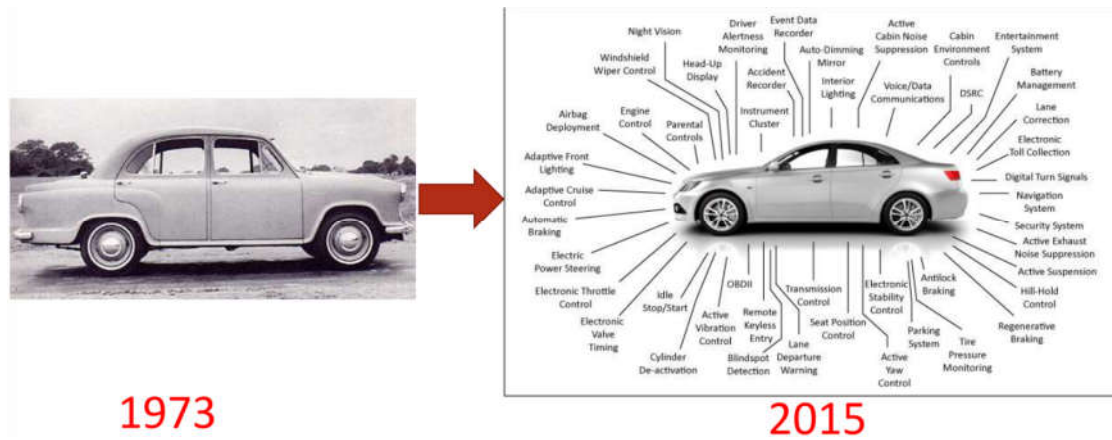 Night Vision
Driver
Alertness
Monitoring
Event Data
Recorder
Active
Cabin Noise
Suppression
Cabin
Environment
Controls
Entertainment
System
Windshield
Wiper Control
Head-Up
Display
Accident
Recorder
Auto-Dimming
Mirror
Interior
Lighting
Voice/Data
Communications
DSRC
Battery
Management
Lane
Correction
Airbag
Deployment
Engine
Control
Parental
Controls
Instrument
Cluster
Electronic
Toll Collection
Adaptive Front
Lighting
Digital Turn Signals
Adaptive Cruise
Control
Navigation
System
Automatic
Braking
Security System
Electric
Power Steering
Active Exhaust
Noise Suppression
Electronic Throttle
Control
Active Suspension
Electronic
Valve
Timing
Idle
Stop/Start
Cylinder
De-activation
Active
Vibration
Control
OBDII
Remote
Keyless
Entry
Blindspot
Detection
Lane
Departure
Warning
Transmission
Control
Seat Position
Control
Electronic
Stability
Control
Active
Yaw
Control
Antilock
Braking
Parking
System
Tire
Pressure
Monitoring
Hill-Hold
Control
Regenerative
Braking
1973
2015